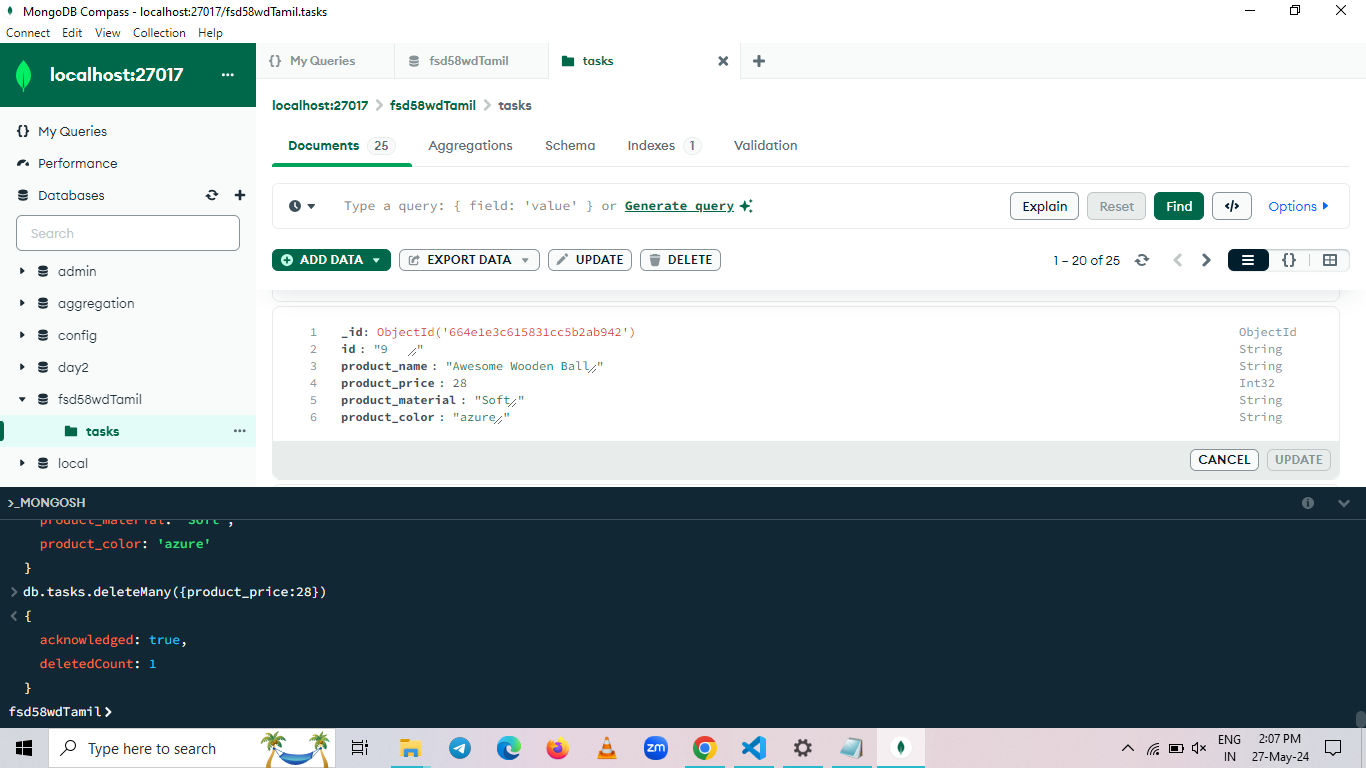 MongoDB Compass - localhost:27017/fsd58wdTamil.tasks
Connect Edit View Collection Help
localhost:27017 ...
{} My Queries
fsd58wdTamil
tasks
localhost:27017 > fsd58wdTamil > tasks
My Queries
Performance
Databases
Search
admin
aggregation
config
day2
fsd58wdTamil
tasks ...
local
Documents 25 Aggregations Schema Indexes 1 Validation
Type a query: { field: 'value' } or Generate query
Explain Reset Find </> Options
ADD DATA EXPORT DATA UPDATE DELETE
1 – 20 of 25 {}
1 _id: ObjectId('664e1e3c615831cc5b2ab942') ObjectId
2 id : "9 " String
3 product_name : "Awesome Wooden Ball" String
4 product_price : 28 Int32
5 product_material : "Soft" String
6 product_color : "azure" String
CANCEL UPDATE
>_MONGOSH
product_material: 'Soft',
product_color: 'azure'
}
> db.tasks.deleteMany({product_price:28})
< {
acknowledged: true,
deletedCount: 1
}
fsd58wdTamil>
Type here to search
zm
ENG
IN
2:07 PM
27-May-24